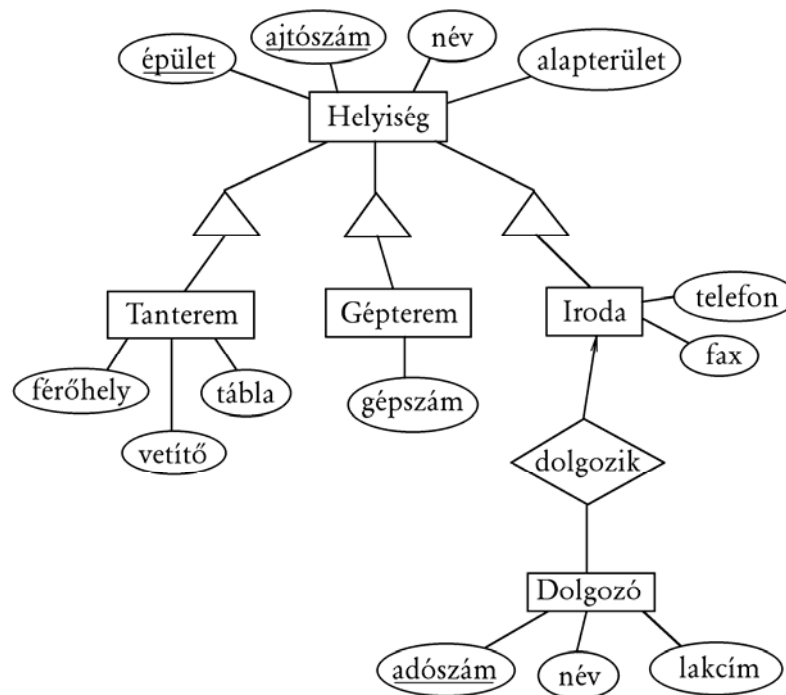 épület
ajtószám
név
alapterület
Helyiség
Tanterem
Gépterem
Iroda
telefon
fax
férőhely
vetítő
tábla
gépszám
dolgozik
Dolgozó
adószám
név
lakcím